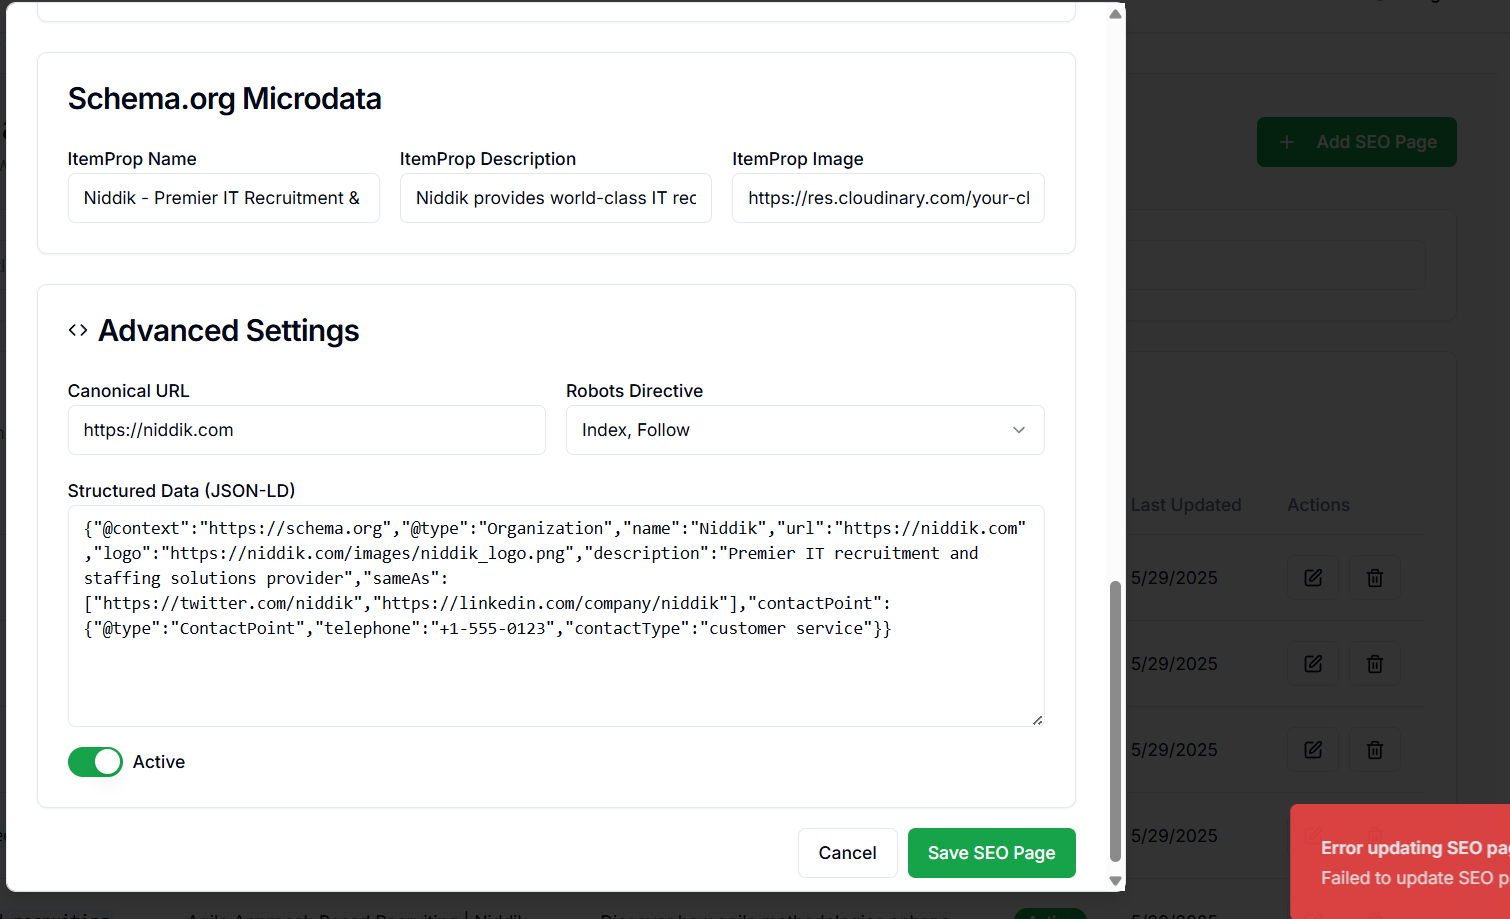 Schema.org Microdata
ItemProp Name
ItemProp Description
ItemProp Image
Niddik - Premier IT Recruitment &
Niddik provides world-class IT rec
https://res.cloudinary.com/your-cl
Add SEO Page
Advanced Settings
Canonical URL
Robots Directive
https://niddik.com
Index, Follow
Structured Data (JSON-LD)
{"@context":"https://schema.org","@type":"Organization","name":"Niddik","url":"https://niddik.com"
,"logo":"https://niddik.com/images/niddik_logo.png","description":"Premier IT recruitment and
staffing solutions provider","sameAs":
["https://twitter.com/niddik","https://linkedin.com/company/niddik"],"contactPoint":
{"@type":"ContactPoint","telephone":"+1-555-0123","contactType":"customer service"}}
Active
Cancel
Save SEO Page
Last Updated
Actions
5/29/2025
5/29/2025
5/29/2025
5/29/2025
Error updating SEO pa
Failed to update SEO p